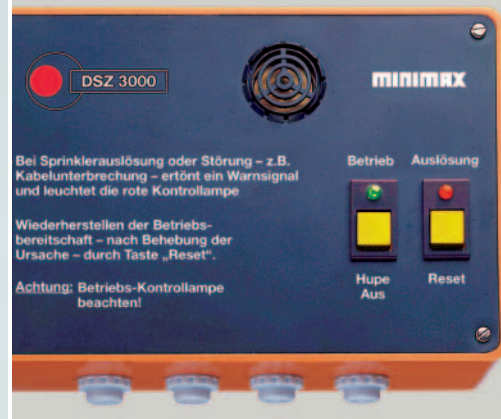 DSZ 3000
minimax
Bei Sprinklerauslösung oder Störung – z.B.
Kabelunterbrechung – ertönt ein Warnsignal
und leuchtet die rote Kontrollampe
Wiederherstellen der Betriebs-
bereitschaft – nach Behebung der
Ursache – durch Taste „Reset“.
Achtung: Betriebs-Kontrollampe
beachten!
Betrieb Auslösung
Hupe Reset
Aus